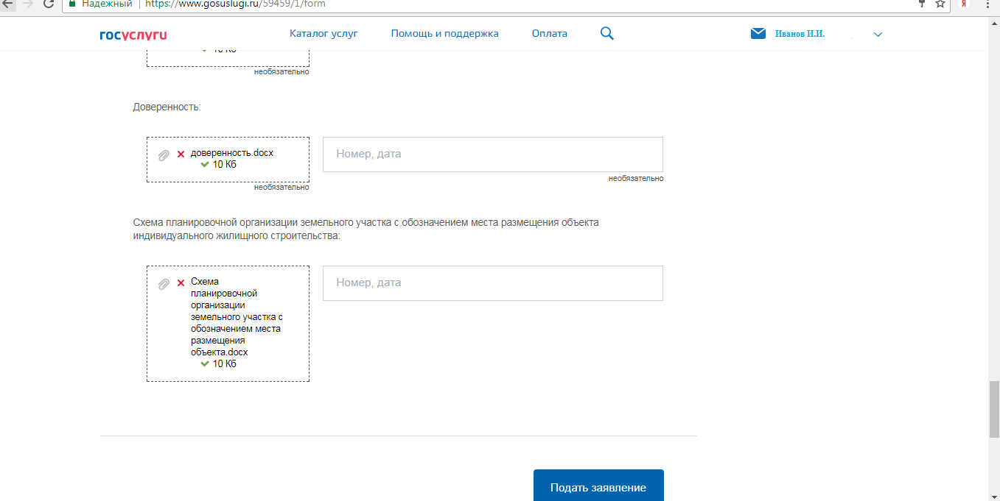 Надежный | https://www.gosuslugi.ru/59459/1/form
госуслуги Каталог услуг Помощь и поддержка Оплата Иванов И.И.
10 Кб
необязательно
Доверенность:
доверенность.docx
10 Кб
Номер, дата
необязательно
необязательно
Схема планировочной организации земельного участка с обозначением места размещения объекта
индивидуального жилищного строительства:
Схема
планировочной
организации
земельного участка с
обозначением места
размещения
объекта.docx
10 Кб
Номер, дата
Подать заявление